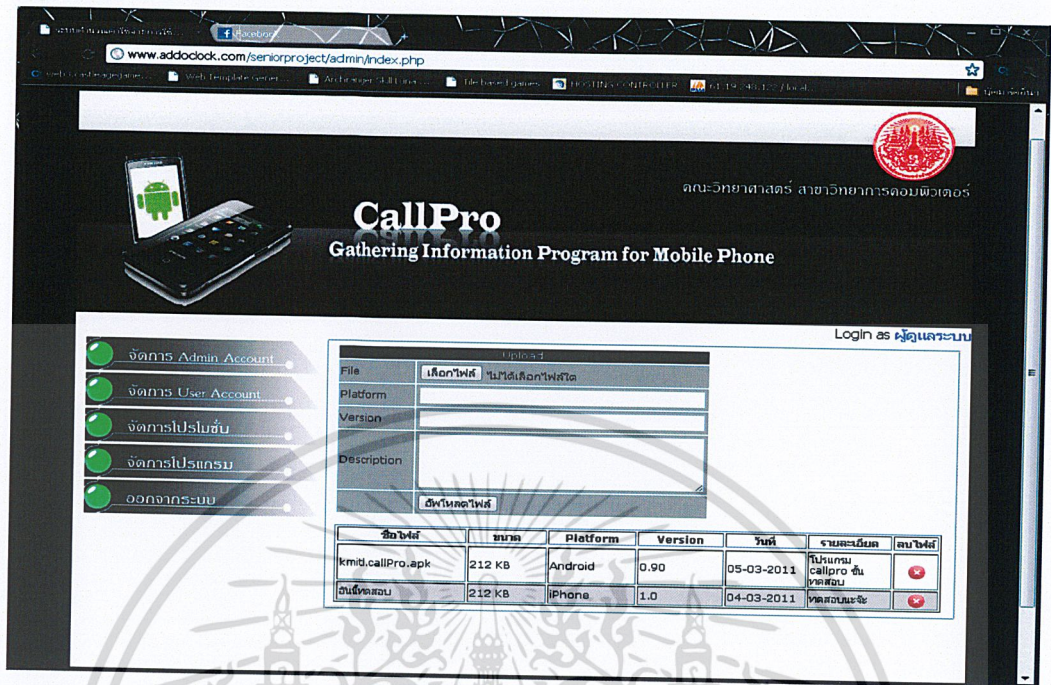 Facebook
www.addoclock.com/seniorproject/admin/index.php
Web Template Gener...
File based games
HOSTING CONTROLLER
คณะวิทยาศาสตร์ สาขาวิทยาการคอมพิวเตอร์
CallPro
Gathering Information Program for Mobile Phone
Login as ผู้ดูแลระบบ
จัดการ Admin Account
จัดการ User Account
จัดการโปรโมชั่น
จัดการโปรแกรม
ออกจากระบบ
Upload
File เลือกไฟล์ ไม่ได้เลือกไฟล์ใด
Platform
Version
Description
อัพโหลดไฟล์
ชื่อไฟล์ ขนาด Platform Version วันที่ รายละเอียด ลบไฟล์
kmitl.callPro.apk 212 KB Android 0.90 05-03-2011 โปรแกรม callpro ขั้นทดสอบ
อันนี้ทดสอบ 212 KB iPhone 1.0 04-03-2011 ทดสอบนะจ๊ะ